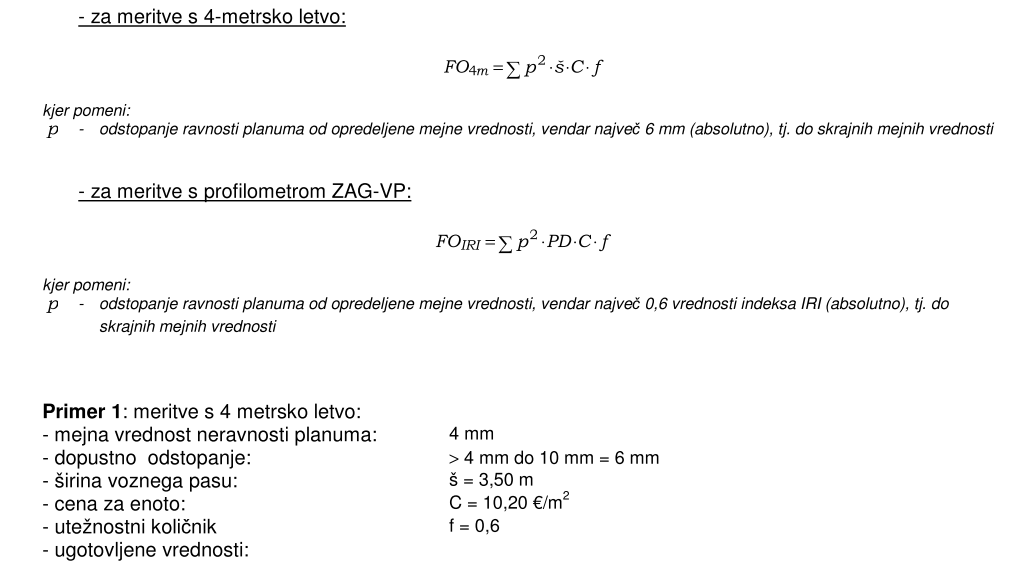 - za meritve s 4-metrsko letvo:
FO4m = ∑ p² · š · C · f
kjer pomeni:
p - odstopanje ravnosti planuma od opredeljene mejne vrednosti, vendar največ 6 mm (absolutno), tj. do skrajnih mejnih vrednosti
- za meritve s profilometrom ZAG-VP:
FOIRI = ∑ p² · PD · C · f
kjer pomeni:
p - odstopanje ravnosti planuma od opredeljene mejne vrednosti, vendar največ 0,6 vrednosti indeksa IRI (absolutno), tj. do
skrajnih mejnih vrednosti
Primer 1: meritve s 4 metrsko letvo:
- mejna vrednost neravnosti planuma: 4 mm
- dopustno odstopanje: > 4 mm do 10 mm = 6 mm
- širina voznega pasu: š = 3,50 m
- cena za enoto: C = 10,20 €/m²
- utežnostni količnik f = 0,6
- ugotovljene vrednosti: